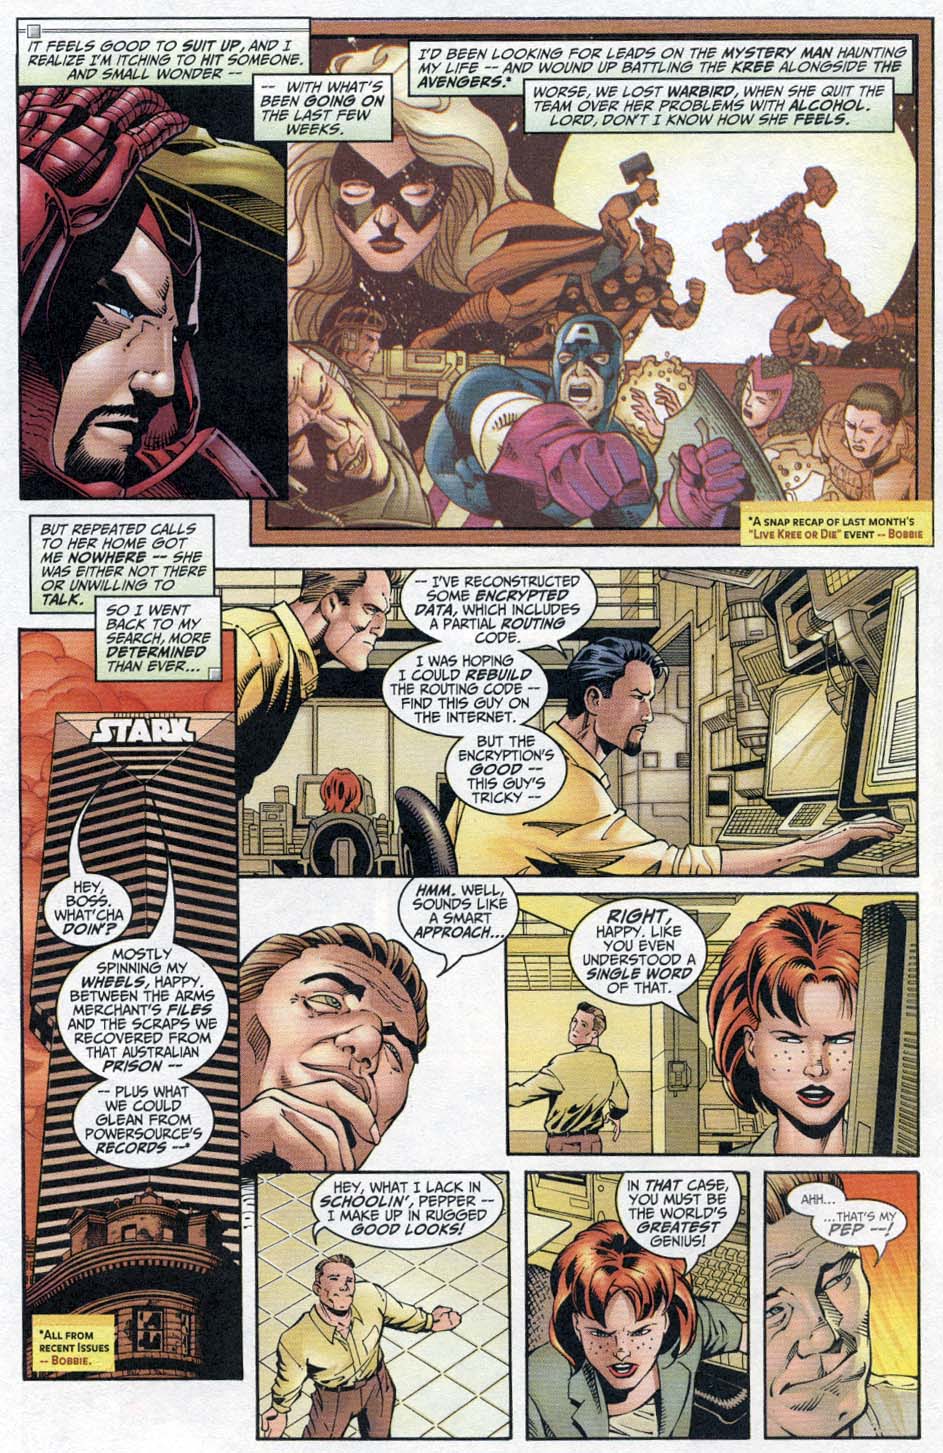 IT FEELS GOOD TO SUIT UP, AND I
REALIZE I'M ITCHING TO HIT SOMEONE.
AND SMALL WONDER --
-- WITH WHAT'S
BEEN GOING ON
THE LAST FEW
WEEKS.
I'D BEEN LOOKING FOR LEADS ON THE MYSTERY MAN HAUNTING
MY LIFE -- AND WOUND UP BATTLING THE KREE ALONGSIDE THE
AVENGERS.*
WORSE, WE LOST WARBIRD, WHEN SHE QUIT THE
TEAM OVER HER PROBLEMS WITH ALCOHOL.
LORD, DON'T I KNOW HOW SHE FEELS.
A
*A SNAP RECAP OF LAST MONTH'S
"LIVE KREE OR DIE" EVENT -- BOBBIE
BUT REPEATED CALLS
TO HER HOME GOT
ME NOWHERE -- SHE
WAS EITHER NOT THERE
OR UNWILLING TO
TALK.
SO I WENT
BACK TO MY
SEARCH, MORE
DETERMINED
THAN EVER...
STARK
HEY,
BOSS.
WHAT'CHA
DOIN'?
MOSTLY
SPINNING MY
WHEELS, HAPPY.
BETWEEN THE ARMS
MERCHANT'S FILES
AND THE SCRAPS WE
RECOVERED FROM
THAT AUSTRALIAN
PRISON --
-- PLUS WHAT
WE COULD
GLEAN FROM
POWERSOURCE'S
RECORDS --*
*ALL FROM
RECENT ISSUES
-- BOBBIE.
-- I'VE RECONSTRUCTED
SOME ENCRYPTED
DATA, WHICH INCLUDES
A PARTIAL ROUTING
CODE.
I WAS HOPING
I COULD REBUILD
THE ROUTING CODE --
FIND THIS GUY ON
THE INTERNET.
BUT THE
ENCRYPTION'S
GOOD --
THIS GUY'S
TRICKY --
HMM. WELL,
SOUNDS LIKE
A SMART
APPROACH...
RIGHT,
HAPPY. LIKE
YOU EVEN
UNDERSTOOD A
SINGLE WORD
OF THAT.
HEY, WHAT I LACK IN
SCHOOLIN', PEPPER --
I MAKE UP IN RUGGED
GOOD LOOKS!
IN THAT CASE,
YOU MUST BE
THE WORLD'S
GREATEST
GENIUS!
AHH...
...THAT'S MY
PEP --!